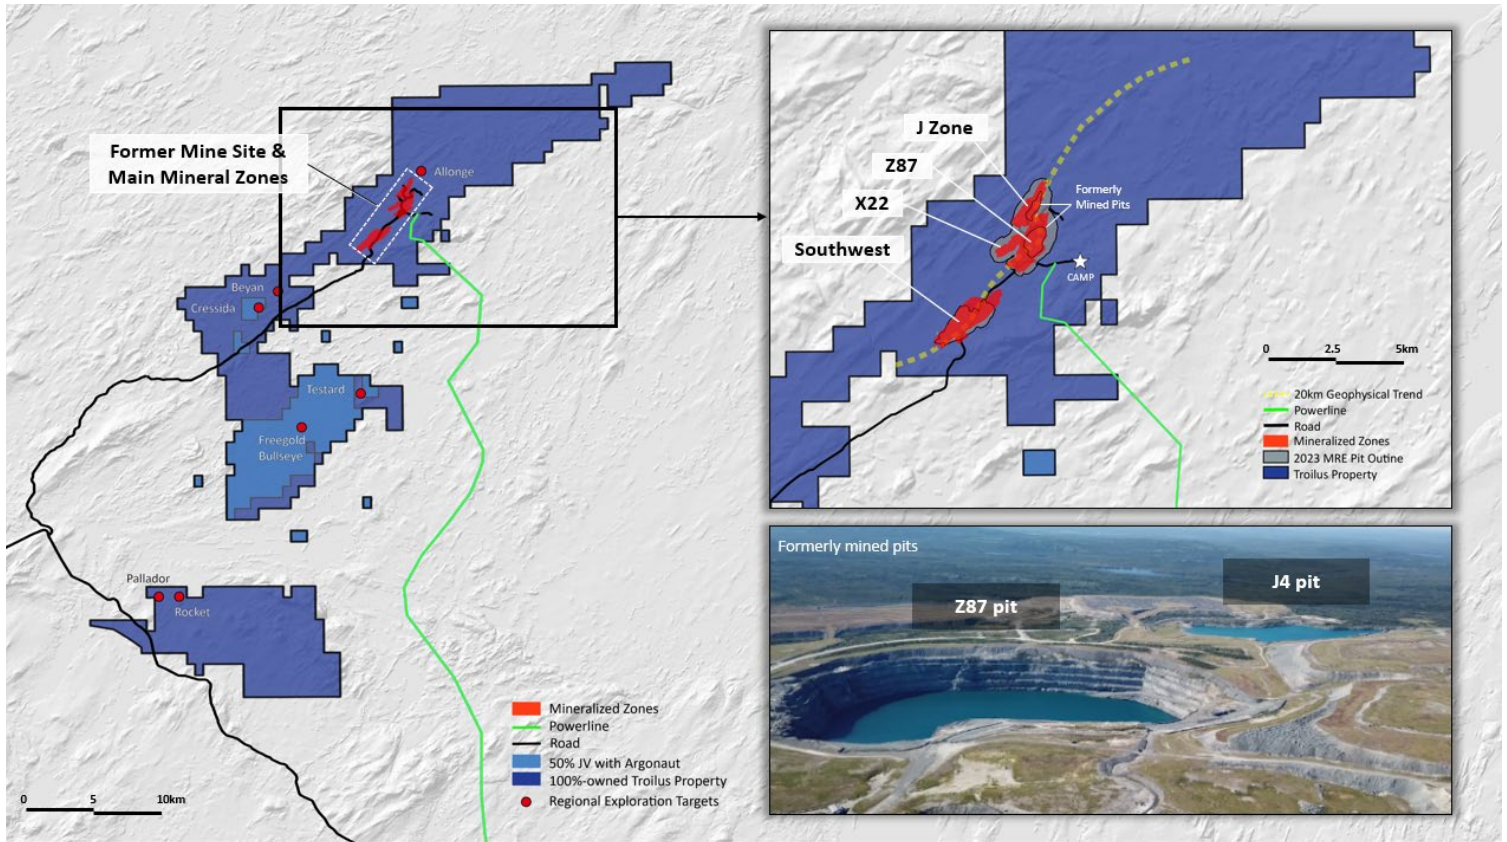 Former Mine Site &
Main Mineral Zones
Allonge
Beyan
Cressida
Testard
Freegold
Bullseye
Pallador
Rocket
0 5 10km
Mineralized Zones
Powerline
Road
50% JV with Argonaut
100%-owned Troilus Property
Regional Exploration Targets
J Zone
Z87
X22
Southwest
Formerly
Mined Pits
CAMP
0 2.5 5km
20km Geophysical Trend
Powerline
Road
Mineralized Zones
2023 MRE Pit Outine
Troilus Property
Formerly mined pits
Z87 pit
J4 pit